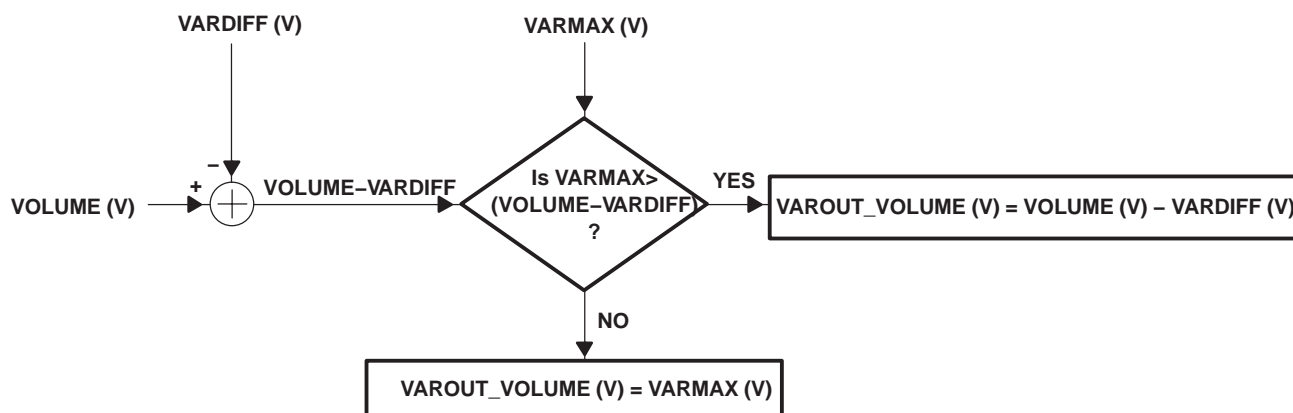 VARDIFF (V)
VARMAX (V)
−
+
VOLUME (V)
VOLUME−VARDIFF
Is VARMAX>
(VOLUME−VARDIFF)
?
YES
VAROUT_VOLUME (V) = VOLUME (V) − VARDIFF (V)
NO
VAROUT_VOLUME (V) = VARMAX (V)